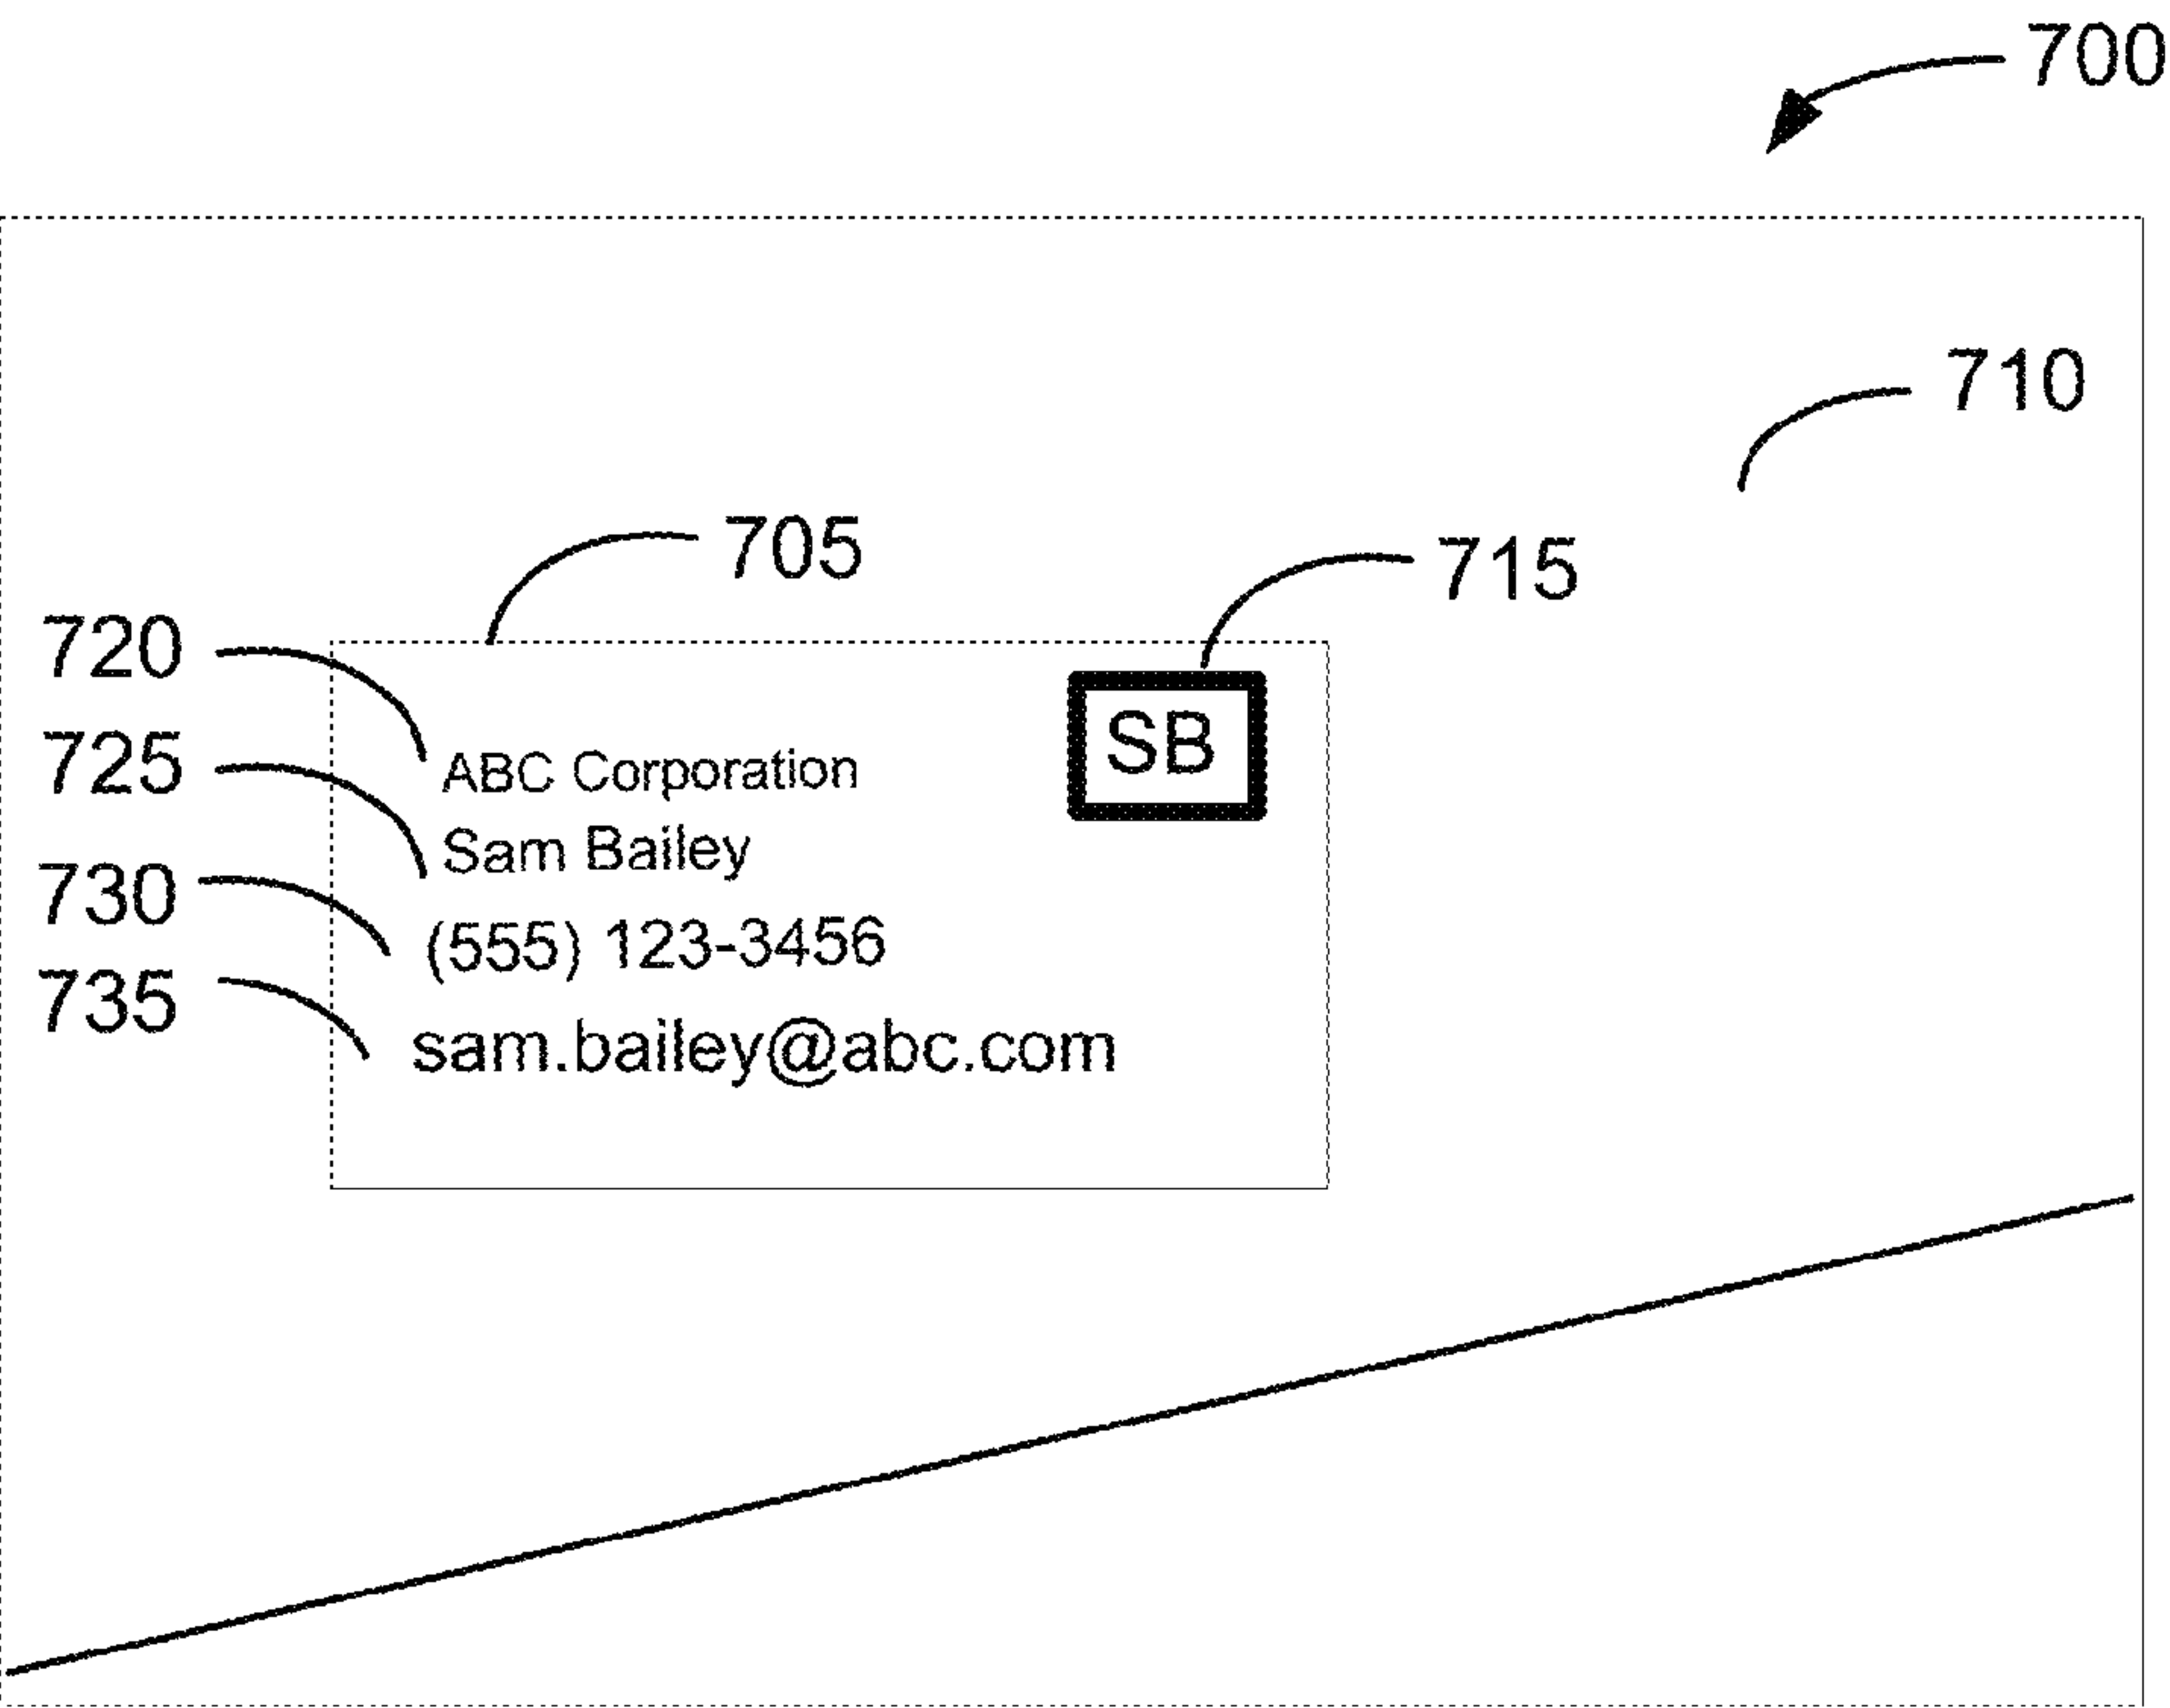 700
710
705
715
720
SB
ABC Corporation
725
Sam Bailey
730
(555) 123-3456
735
sam.bailey@abc.com